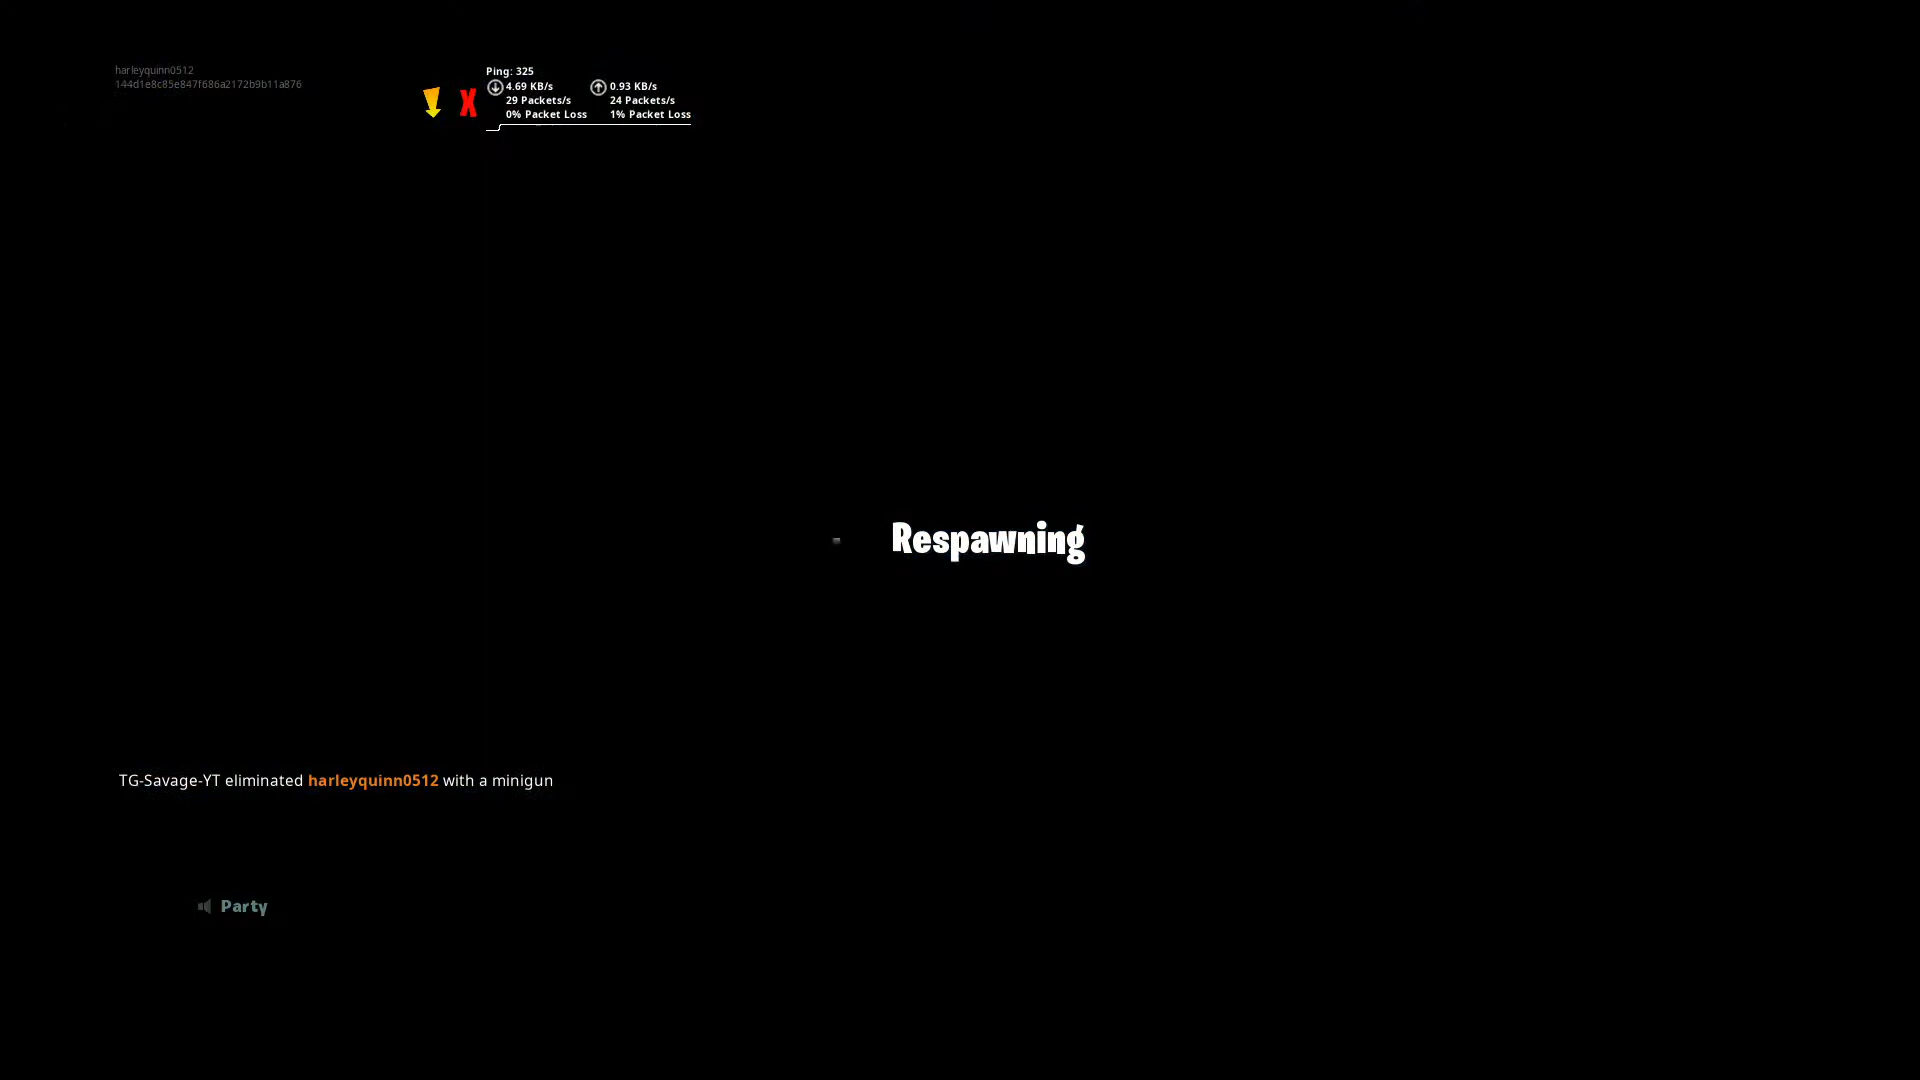 harleyquinn0512
144d1e8c85e847f686a2172b9b11a876
Ping: 325
4.69 KB/s 0.93 KB/s
29 Packets/s 24 Packets/s
0% Packet Loss 1% Packet Loss
Respawning
TG-Savage-YT eliminated harleyquinn0512 with a minigun
Party